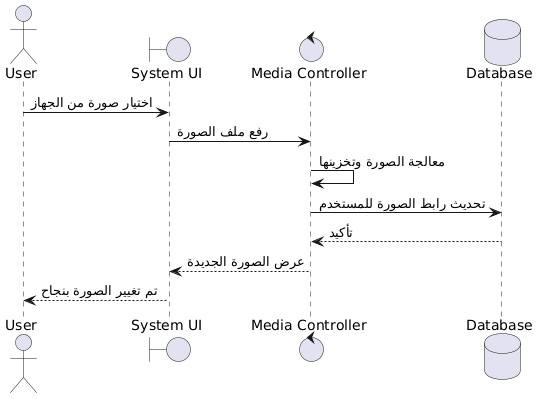 User
System UI
Media Controller
Database
اختيار صورة من الجهاز
رفع ملف الصورة
معالجة الصورة وتخزينها
تحديث رابط الصورة للمستخدم
تأكيد
عرض الصورة الجديدة
تم تغيير الصورة بنجاح
User
System UI
Media Controller
Database